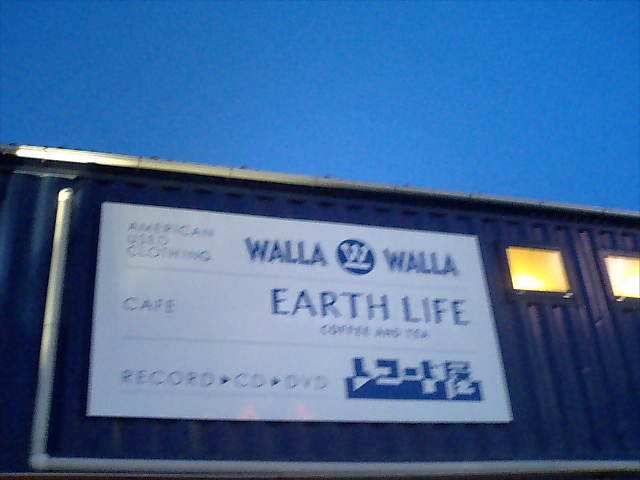 AMERICAN
USED
CLOTHING
WALLA W WALLA
CAFE
EARTH LIFE
COFFEE AND TEA
RECORD▶CD▶DVD
レコード屋